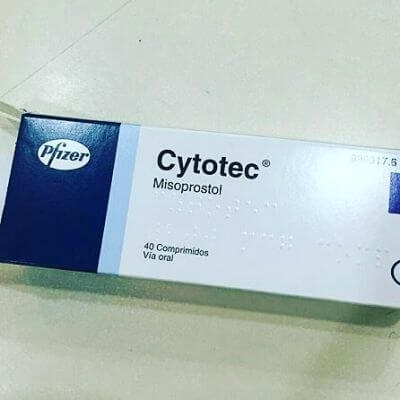 Pfizer
Cytotec®
Misoprostol
40 Comprimidos
Vía oral